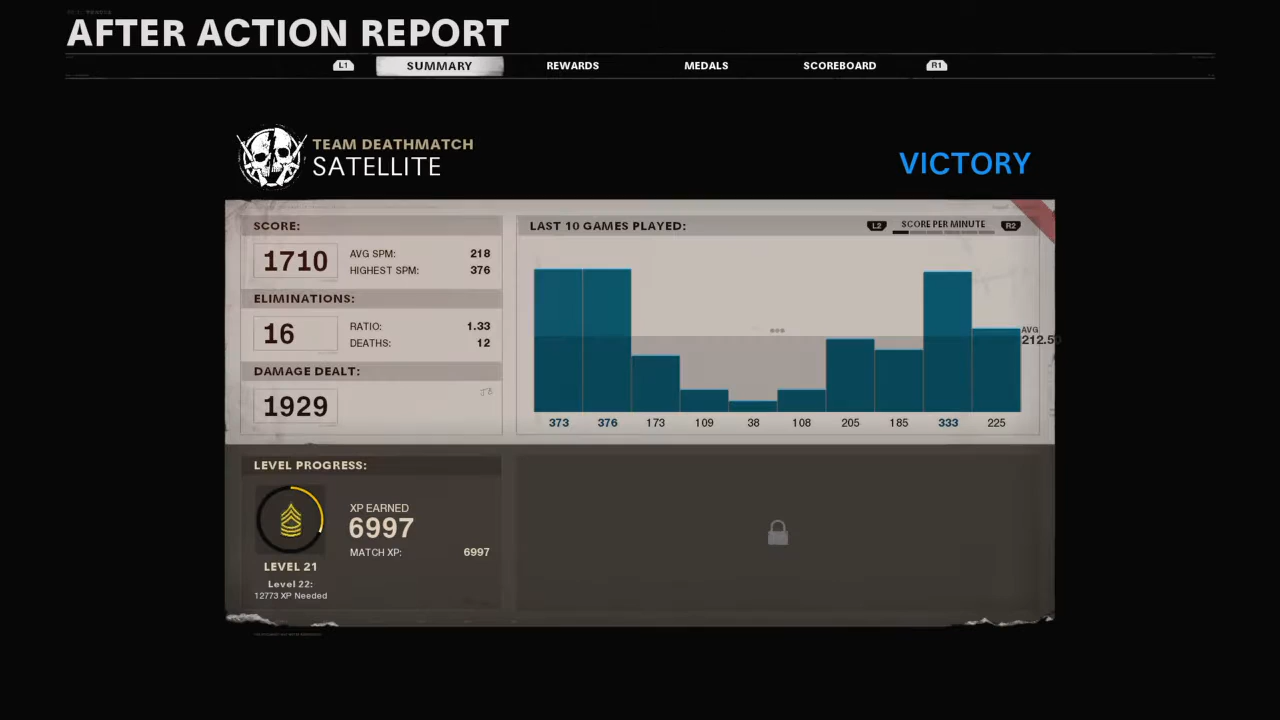 AFTER ACTION REPORT
L1
SUMMARY
REWARDS
MEDALS
SCOREBOARD
R1
TEAM DEATHMATCH
SATELLITE
VICTORY
SCORE:
1710
AVG SPM: 218
HIGHEST SPM: 376
ELIMINATIONS:
16
RATIO: 1.33
DEATHS: 12
DAMAGE DEALT:
1929
LAST 10 GAMES PLAYED:
L2
SCORE PER MINUTE
R2
AVG
212.50
373 376 173 109 38 108 205 185 333 225
LEVEL PROGRESS:
LEVEL 21
Level 22:
12773 XP Needed
XP EARNED
6997
MATCH XP: 6997